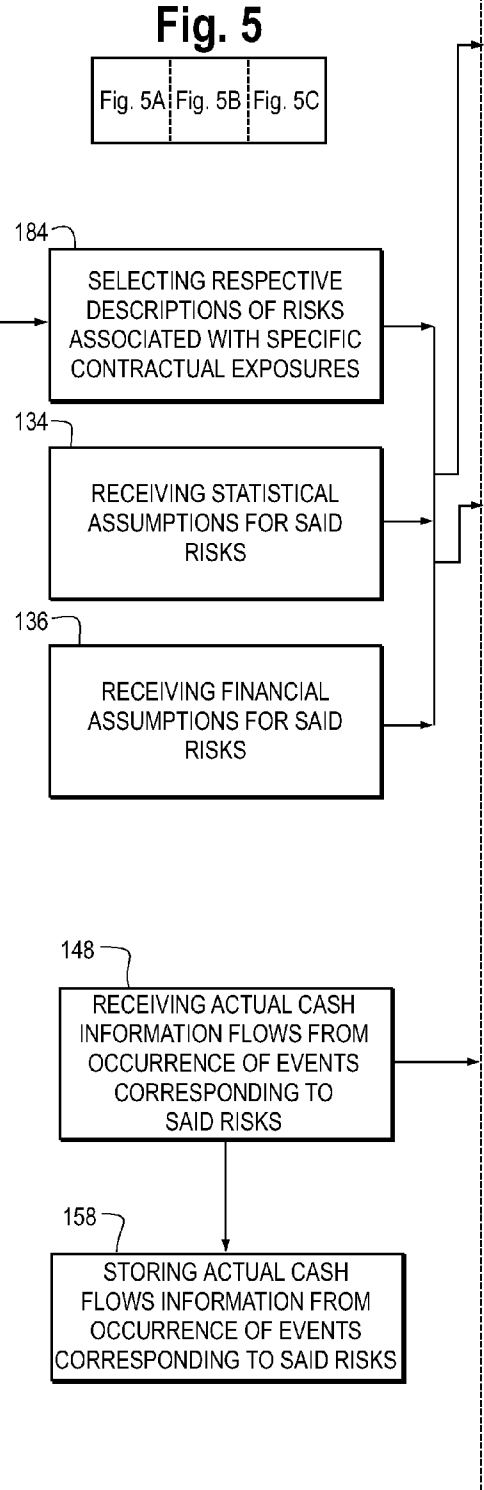 Fig. 5
Fig. 5A Fig. 5B Fig. 5C
184
SELECTING RESPECTIVE
DESCRIPTIONS OF RISKS
ASSOCIATED WITH SPECIFIC
CONTRACTUAL EXPOSURES
134
RECEIVING STATISTICAL
ASSUMPTIONS FOR SAID
RISKS
136
RECEIVING FINANCIAL
ASSUMPTIONS FOR SAID
RISKS
148
RECEIVING ACTUAL CASH
INFORMATION FLOWS FROM
OCCURRENCE OF EVENTS
CORRESPONDING TO
SAID RISKS
158
STORING ACTUAL CASH
FLOWS INFORMATION FROM
OCCURRENCE OF EVENTS
CORRESPONDING TO SAID RISKS